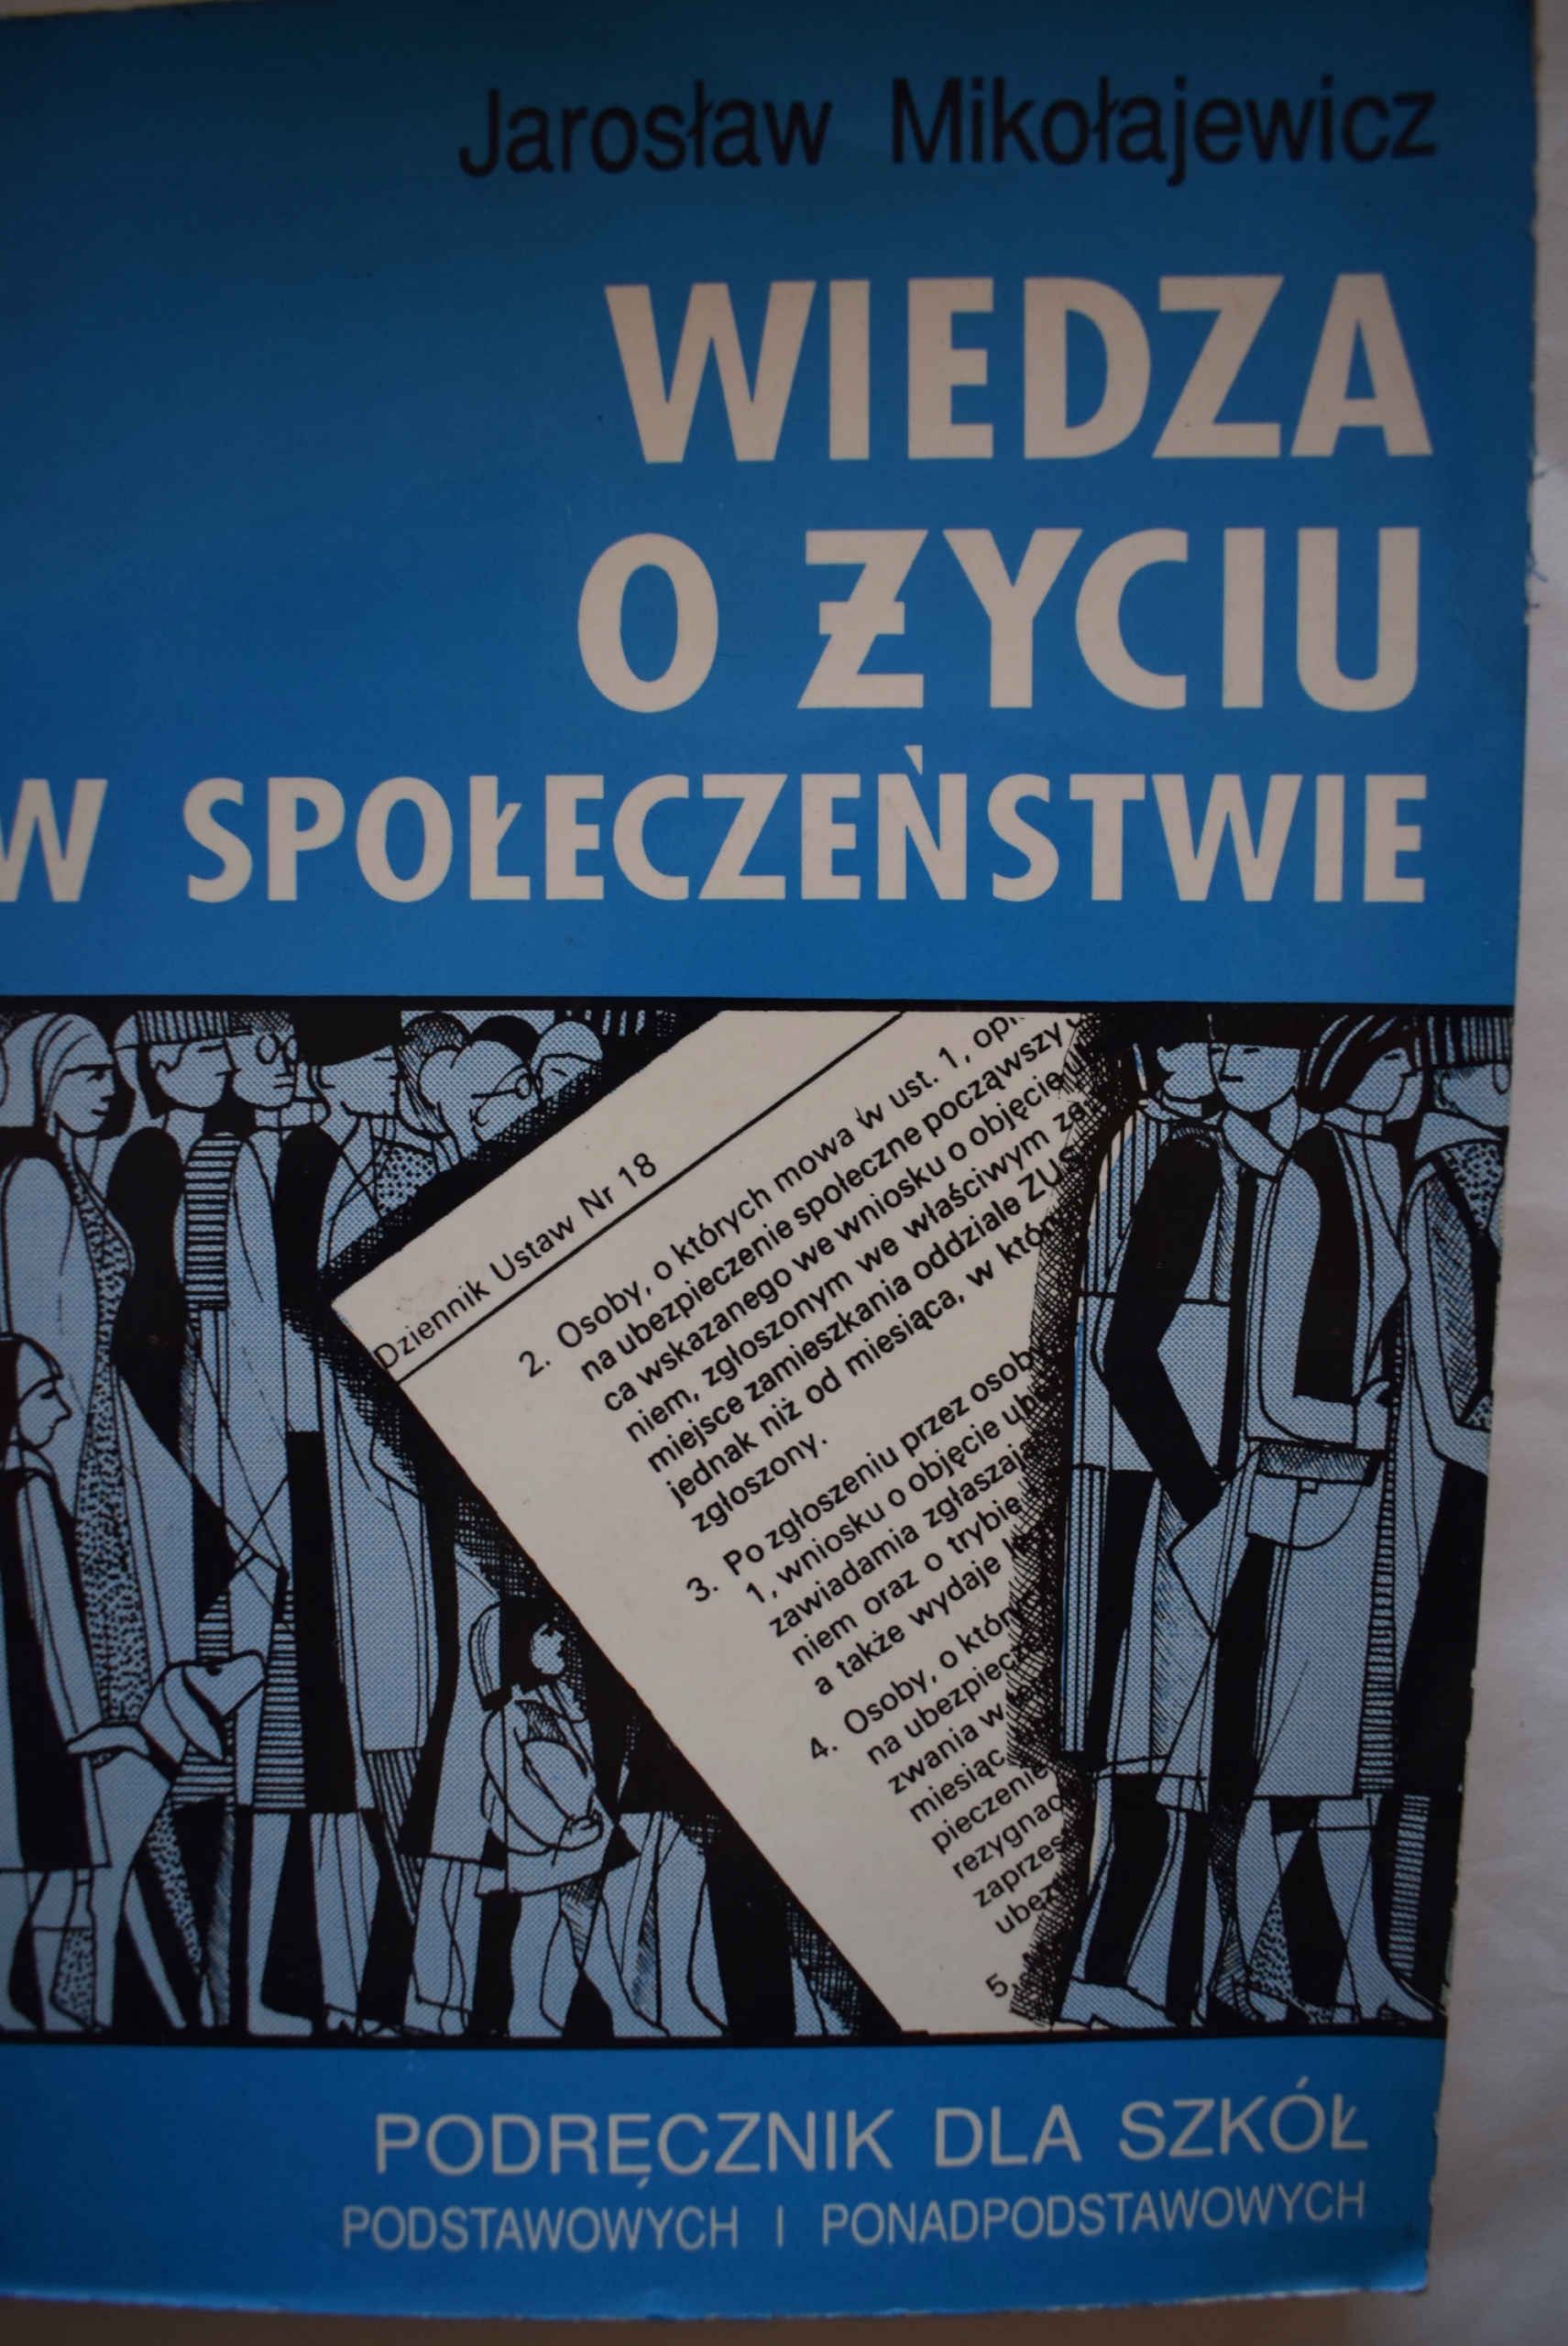 Jarosław Mikołajewicz
WIEDZA
O ŻYCIU
W SPOŁECZEŃSTWIE
Dziennik Ustaw Nr 18
2. Osoby, o których mowa w ust. 1,
na ubezpieczenie społeczne począwszy
ca wskazanego we wniosku o objęcie
niem, zgłoszonym we właściwym
miejsce zamieszkania oddziale ZUS
jednak niż od miesiąca, w
zgłoszony.
3. Po zgłoszeniu przez
1, wniosku o objęcie
zawiadamia
niem oraz o trybie
a także wydaje
4. Osoby, o
na
zwania w
5.
PODRĘCZNIK DLA SZKÓŁ
PODSTAWOWYCH I PONADPODSTAWOWYCH